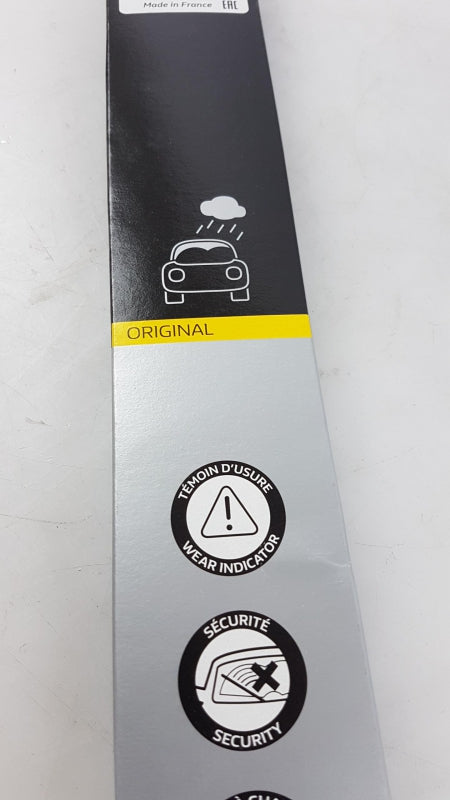 Made in France EAC
ORIGINAL
TÉMOIN D'USURE
WEAR INDICATOR
SÉCURITÉ
SECURITY